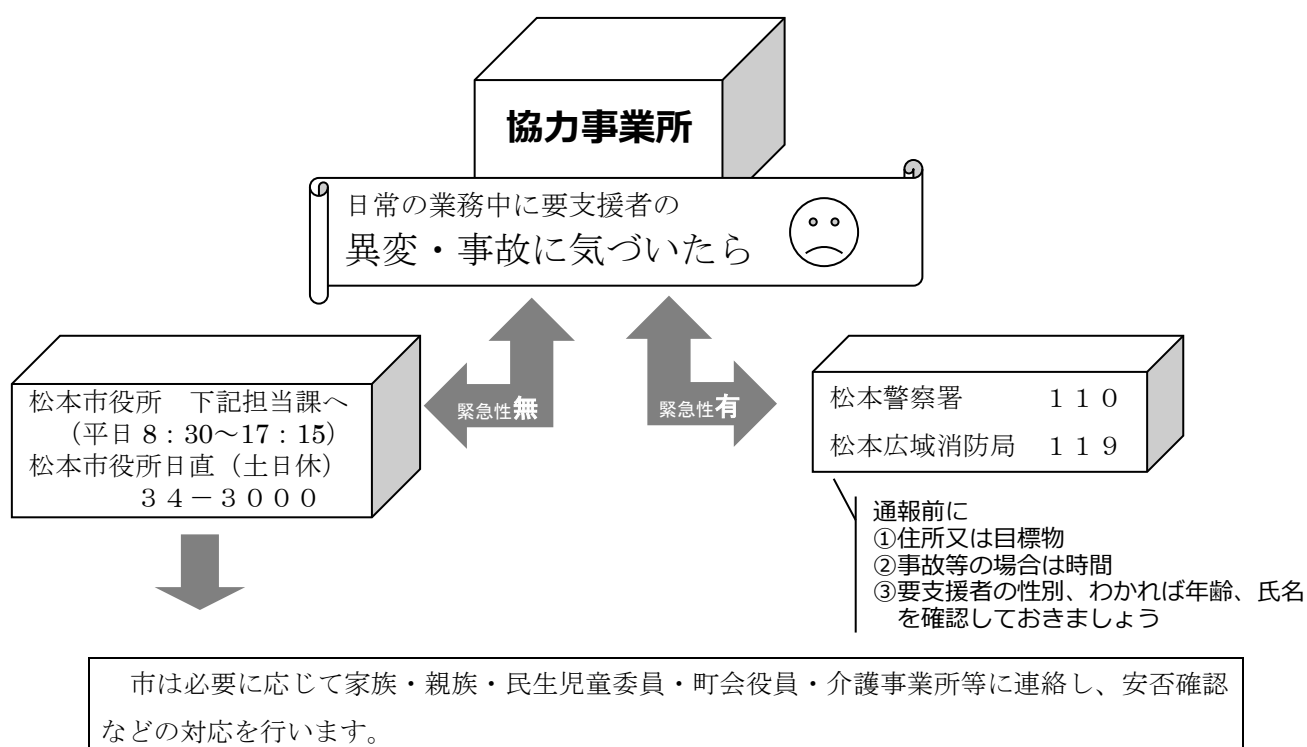 協力事業所
日常の業務中に要支援者の
異変・事故に気づいたら
緊急性無
緊急性有
松本市役所　下記担当課へ
（平日 8：30～17：15）
松本市役所日直（土日休）
３４－３０００
松本警察署　　１１０
松本広域消防局　１１９
通報前に
①住所又は目標物
②事故等の場合は時間
③要支援者の性別、わかれば年齢、氏名
を確認しておきましょう
市は必要に応じて家族・親族・民生児童委員・町会役員・介護事業所等に連絡し、安否確認
などの対応を行います。